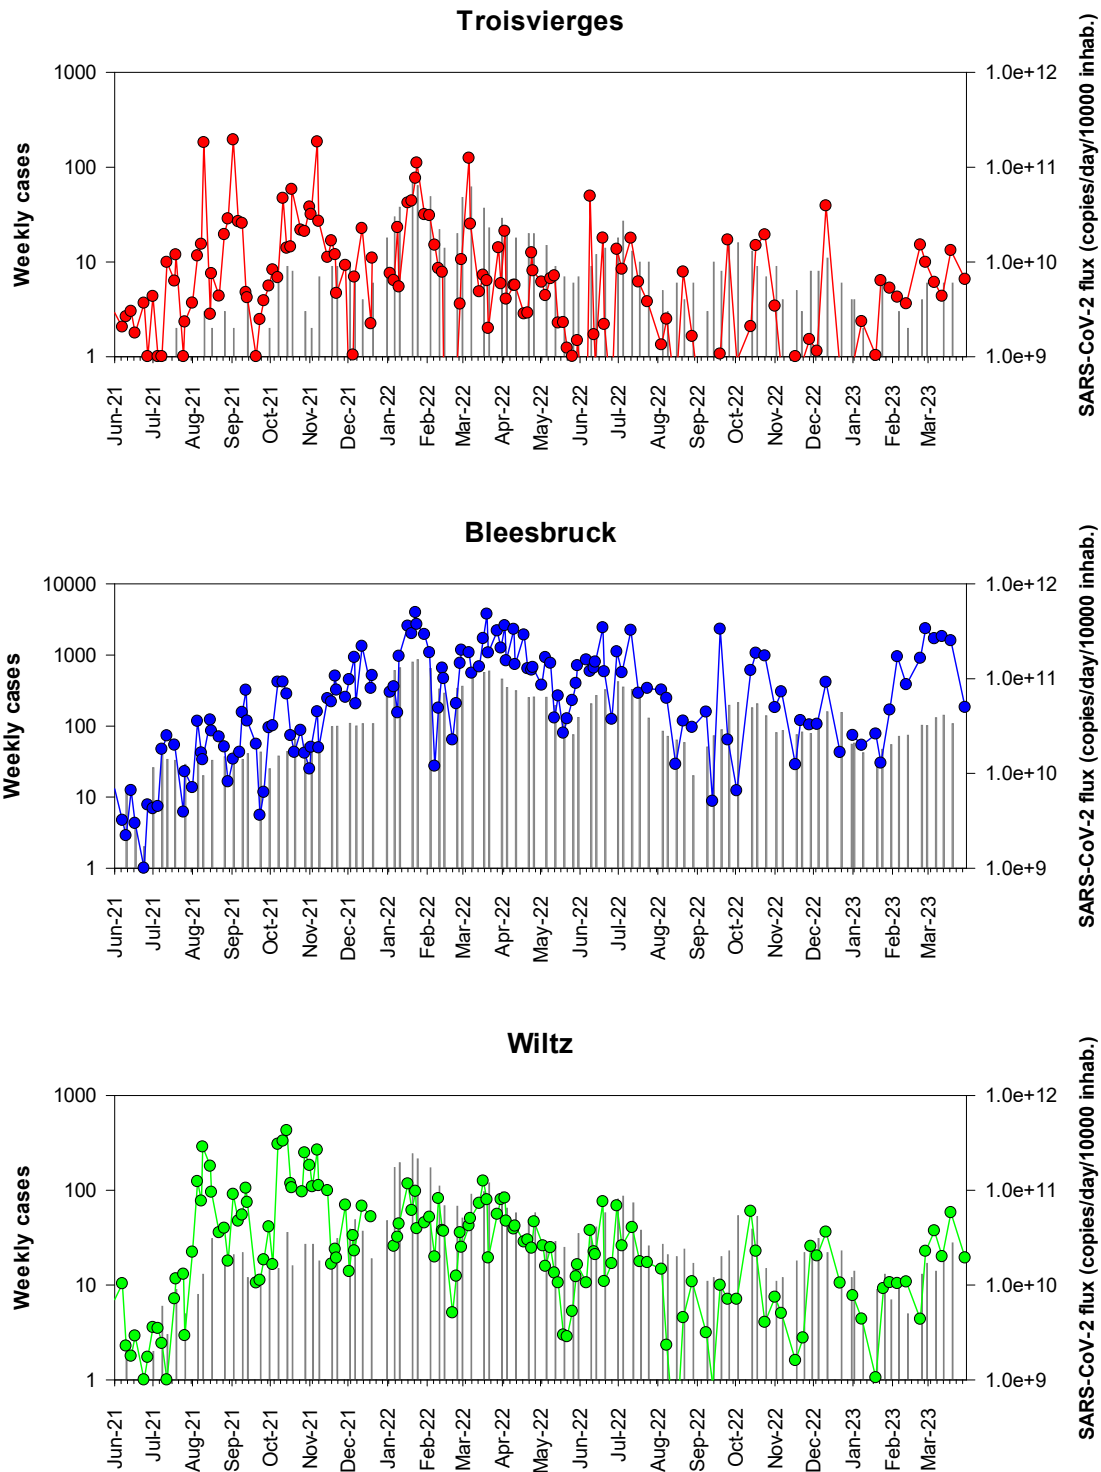 Troisvierges
Weekly cases
1000
100
10
1
1.0e+12
1.0e+11
1.0e+10
1.0e+9
SARS-CoV-2 flux (copies/day/10000 inhab.)
Jun-21
Jul-21
Aug-21
Sep-21
Oct-21
Nov-21
Dec-21
Jan-22
Feb-22
Mar-22
Apr-22
May-22
Jun-22
Jul-22
Aug-22
Sep-22
Oct-22
Nov-22
Dec-22
Jan-23
Feb-23
Mar-23
Bleesbruck
Weekly cases
10000
1000
100
10
1
1.0e+12
1.0e+11
1.0e+10
1.0e+9
SARS-CoV-2 flux (copies/day/10000 inhab.)
Jun-21
Jul-21
Aug-21
Sep-21
Oct-21
Nov-21
Dec-21
Jan-22
Feb-22
Mar-22
Apr-22
May-22
Jun-22
Jul-22
Aug-22
Sep-22
Oct-22
Nov-22
Dec-22
Jan-23
Feb-23
Mar-23
Wiltz
Weekly cases
1000
100
10
1
1.0e+12
1.0e+11
1.0e+10
1.0e+9
SARS-CoV-2 flux (copies/day/10000 inhab.)
Jun-21
Jul-21
Aug-21
Sep-21
Oct-21
Nov-21
Dec-21
Jan-22
Feb-22
Mar-22
Apr-22
May-22
Jun-22
Jul-22
Aug-22
Sep-22
Oct-22
Nov-22
Dec-22
Jan-23
Feb-23
Mar-23